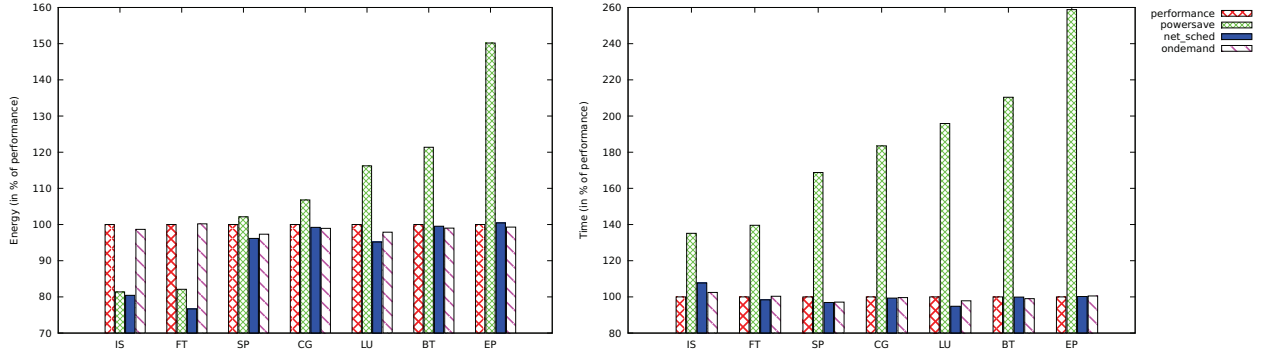 Energy (in % of performance)
160
150
140
130
120
110
100
90
80
70
IS FT SP CG LU BT EP
Time (in % of performance)
260
240
220
200
180
160
140
120
100
80
IS FT SP CG LU BT EP
performance
powersave
net_sched
ondemand